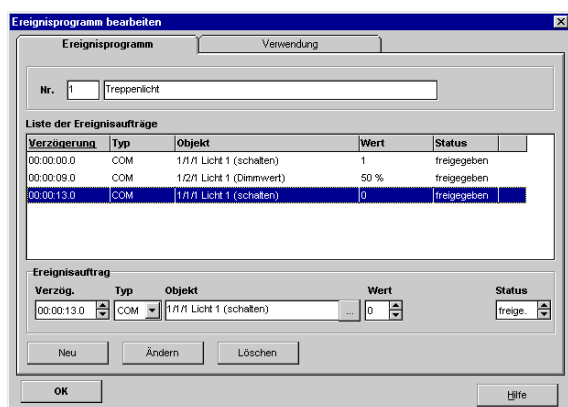 Ereignisprogramm bearbeiten
Ereignisprogramm Verwendung
Nr. 1 Treppenlicht
Liste der Ereignisaufträge
Verzögerung Typ Objekt Wert Status
00:00:00.0 COM 1/1/1 Licht 1 (schalten) 1 freigegeben
00:00:09.0 COM 1/2/1 Licht 1 (Dimmwert) 50 % freigegeben
00:00:13.0 COM 1/1/1 Licht 1 (schalten) 0 freigegeben
Ereignisauftrag
Verzög. Typ Objekt Wert Status
00:00:13.0 COM 1/1/1 Licht 1 (schalten) ... 0 freige.
Neu Ändern Löschen
OK Hilfe